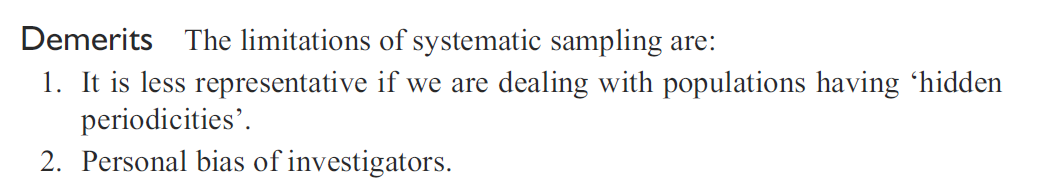 Demerits The limitations of systematic sampling are:
1. It is less representative if we are dealing with populations having ‘hidden
periodicities’.
2. Personal bias of investigators.